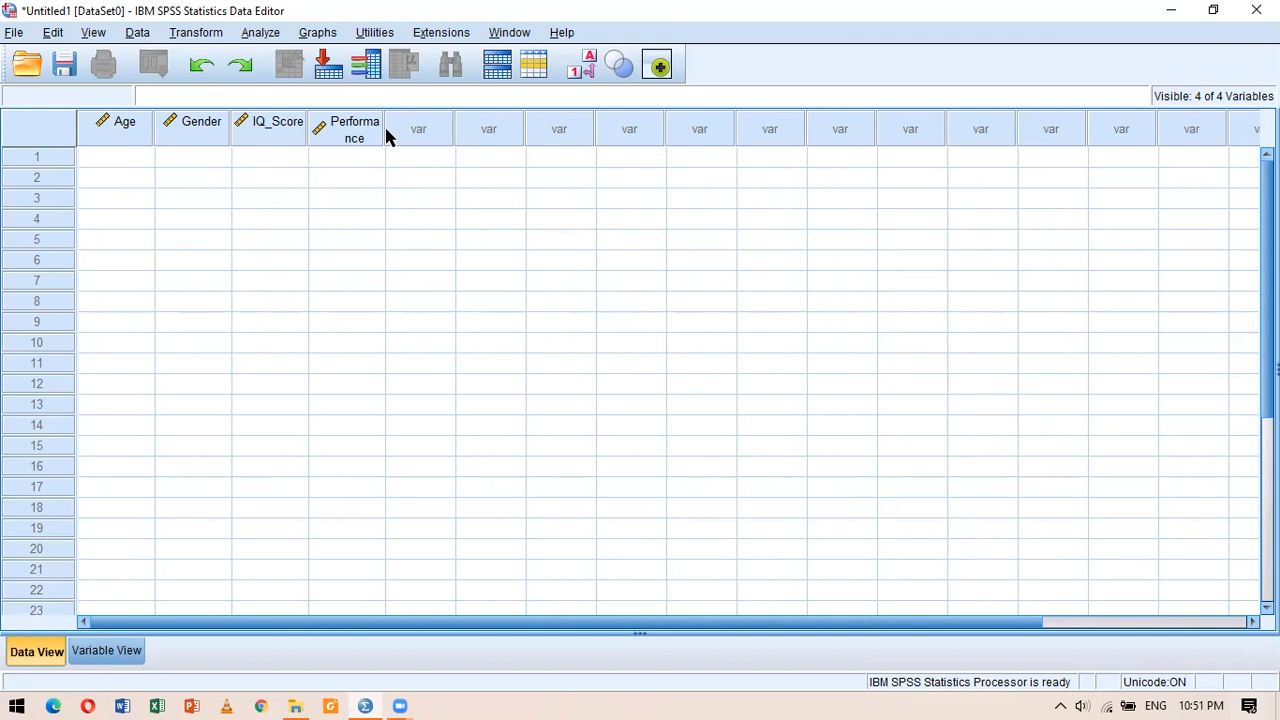 *Untitled1 [DataSet0] - IBM SPSS Statistics Data Editor
File Edit View Data Transform Analyze Graphs Utilities Extensions Window Help
Visible: 4 of 4 Variables
Age Gender IQ_Score Performa
nce
var var var var var var var var var var var var
1
2
3
4
5
6
7
8
9
10
11
12
13
14
15
16
17
18
19
20
21
22
23
Data View Variable View
IBM SPSS Statistics Processor is ready Unicode:ON
ENG 10:51 PM